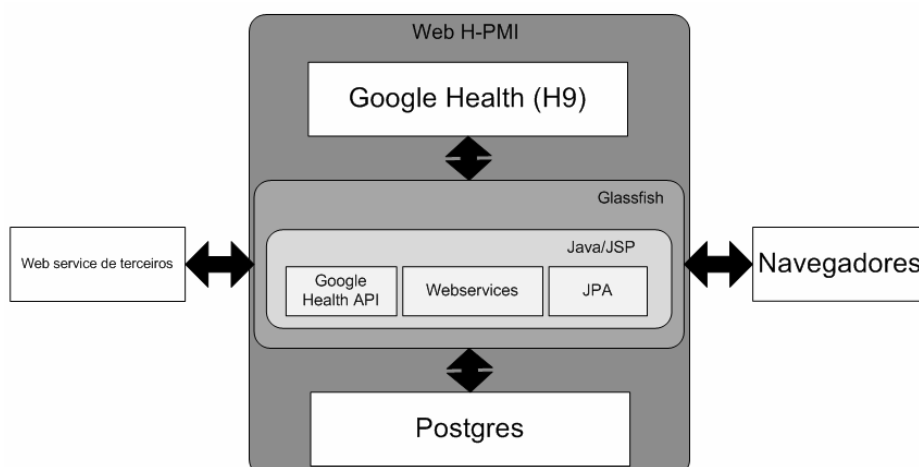 Web H-PMI
Google Health (H9)
Glassfish
Java/JSP
Web service de terceiros
Google
Health API
Webservices
JPA
Navegadores
Postgres